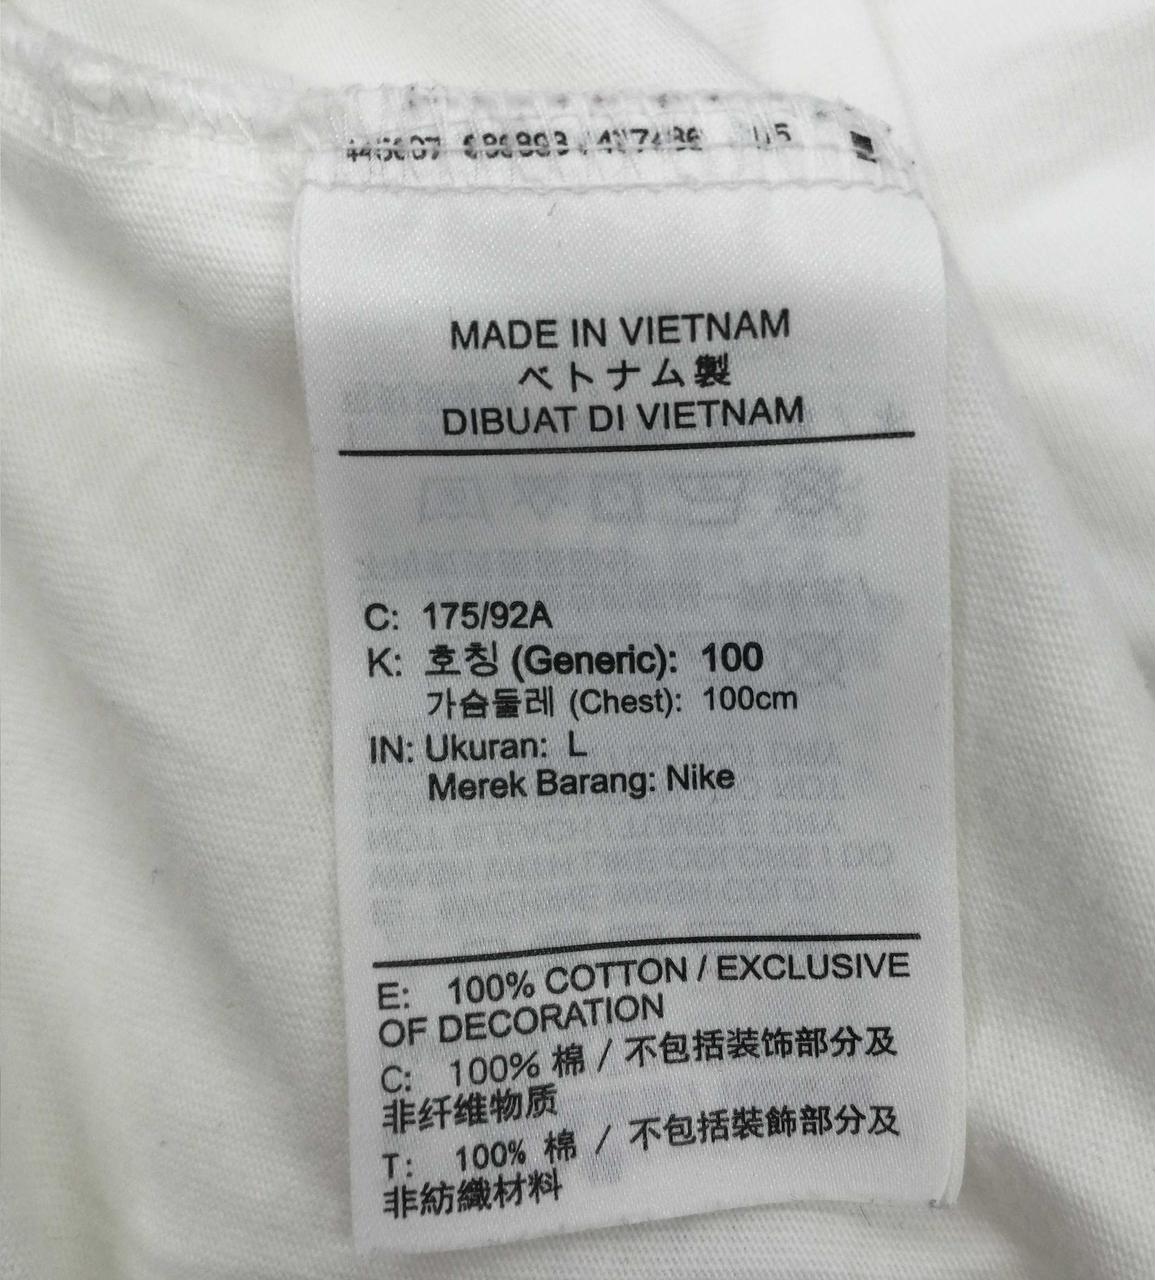 MADE IN VIETNAM
ベトナム製
DIBUAT DI VIETNAM
C: 175/92A
K: 호칭 (Generic): 100
가슴둘레 (Chest): 100cm
IN: Ukuran: L
Merek Barang: Nike
E: 100% COTTON / EXCLUSIVE
OF DECORATION
C: 100% 棉 / 不包括装饰部分及
非纤维物质
T: 100% 棉 / 不包括裝飾部分及
非紡織材料